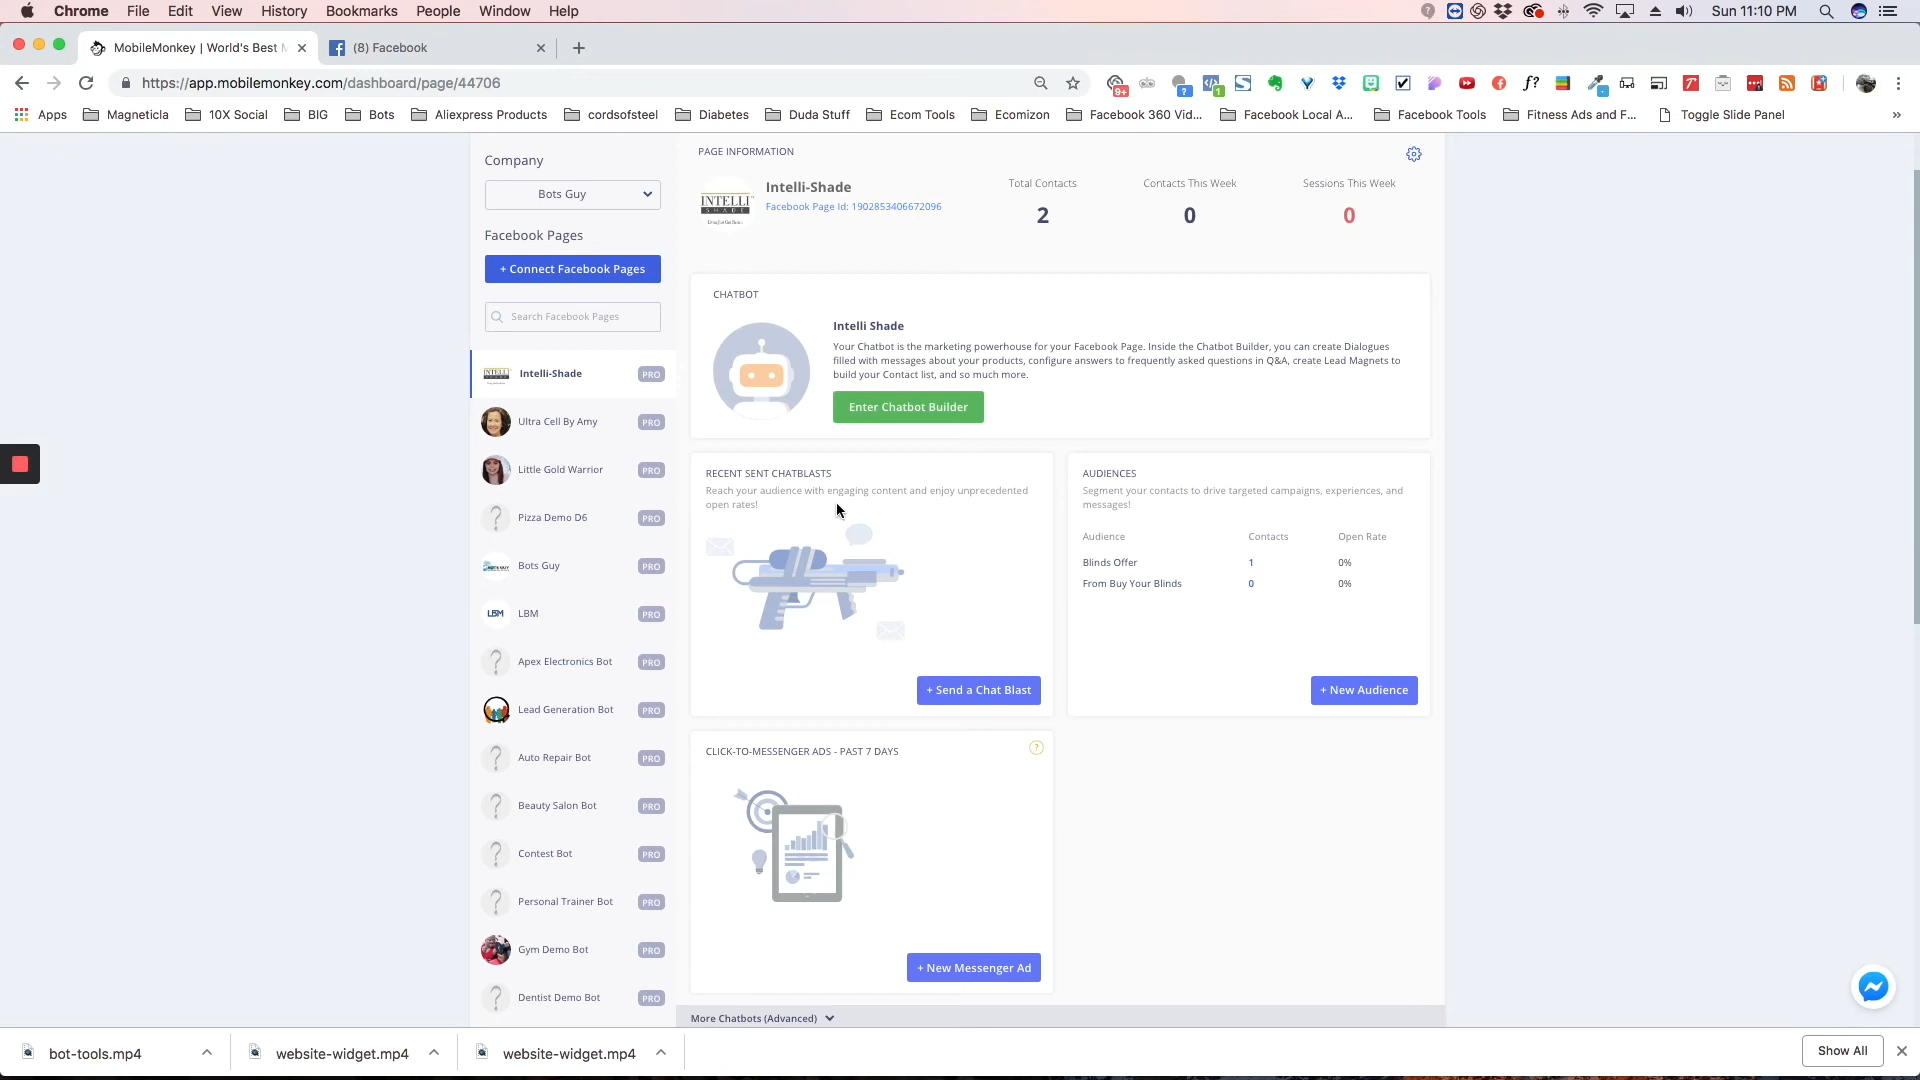 Chrome File Edit View History Bookmarks People Window Help Sun 11:10 PM
MobileMonkey | World's Best M (8) Facebook
https://app.mobilemonkey.com/dashboard/page/44706
Apps Magneticla 10X Social BIG Bots Aliexpress Products cordsofsteel Diabetes Duda Stuff Ecom Tools Ecomizon Facebook 360 Vid... Facebook Local A... Facebook Tools Fitness Ads and F... Toggle Slide Panel »
Company
Bots Guy
Facebook Pages
+ Connect Facebook Pages
Search Facebook Pages
Intelli-Shade PRO
Ultra Cell By Amy PRO
Little Gold Warrior PRO
Pizza Demo D6 PRO
Bots Guy PRO
LBM LBM PRO
Apex Electronics Bot PRO
Lead Generation Bot PRO
Auto Repair Bot PRO
Beauty Salon Bot PRO
Contest Bot PRO
Personal Trainer Bot PRO
Gym Demo Bot PRO
Dentist Demo Bot PRO
PAGE INFORMATION
INTELLI
SHADE
Intelli-Shade
Facebook Page Id: 1902853406672096
Total Contacts
2
Contacts This Week
0
Sessions This Week
0
CHATBOT
Intelli Shade
Your Chatbot is the marketing powerhouse for your Facebook Page. Inside the Chatbot Builder, you can create Dialogues
filled with messages about your products, configure answers to frequently asked questions in Q&A, create Lead Magnets to
build your Contact list, and so much more.
Enter Chatbot Builder
RECENT SENT CHATBLASTS
Reach your audience with engaging content and enjoy unprecedented
open rates!
+ Send a Chat Blast
AUDIENCES
Segment your contacts to drive targeted campaigns, experiences, and
messages!
Audience Contacts Open Rate
Blinds Offer 1 0%
From Buy Your Blinds 0 0%
+ New Audience
CLICK-TO-MESSENGER ADS - PAST 7 DAYS ?
+ New Messenger Ad
More Chatbots (Advanced)
bot-tools.mp4 website-widget.mp4 website-widget.mp4 Show All